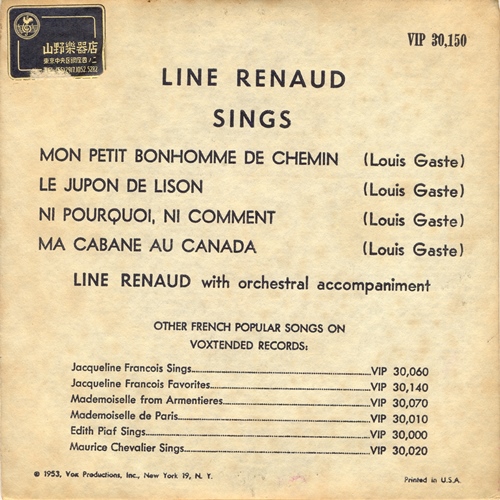 山野樂器店
VIP 30,150
LINE RENAUD
SINGS
MON PETIT BONHOMME DE CHEMIN (Louis Gaste)
LE JUPON DE LISON (Louis Gaste)
NI POURQUOI, NI COMMENT (Louis Gaste)
MA CABANE AU CANADA (Louis Gaste)
LINE RENAUD with orchestral accompaniment
OTHER FRENCH POPULAR SONGS ON
VOXTENDED RECORDS:
Jacqueline Francois Sings VIP 30,060
Jacqueline Francois Favorites VIP 30,140
Mademoiselle from Armentieres VIP 30,070
Mademoiselle de Paris VIP 30,010
Edith Piaf Sings VIP 30,000
Maurice Chevalier Sings VIP 30,020
© 1953, Vox Productions, Inc., New York 19, N. Y.
Printed in U.S.A.